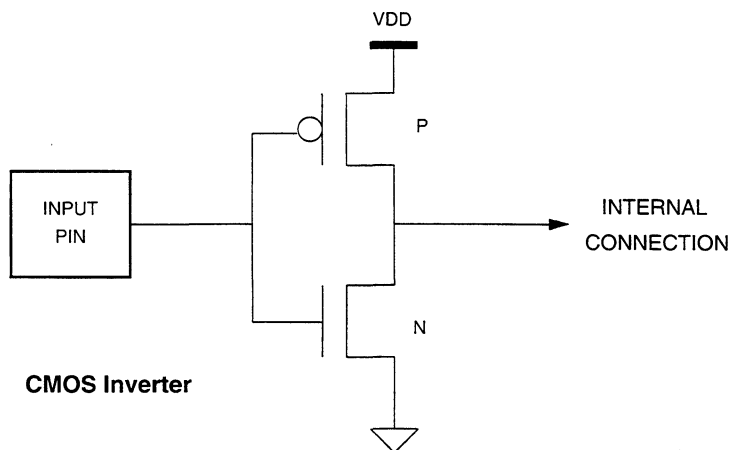 VDD
P
INPUT
PIN
INTERNAL
CONNECTION
N
CMOS Inverter